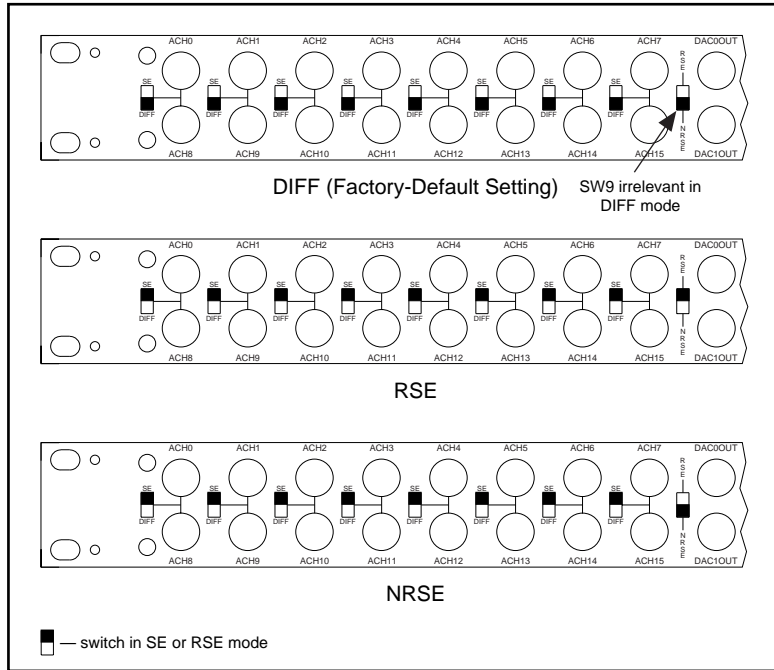 ACH0 ACH1 ACH2 ACH3 ACH4 ACH5 ACH6 ACH7 DAC0OUT
RSE
SE SE SE SE SE SE SE SE
DIFF DIFF DIFF DIFF DIFF DIFF DIFF DIFF
NRSE
ACH8 ACH9 ACH10 ACH11 ACH12 ACH13 ACH14 ACH15 DAC1OUT
DIFF (Factory-Default Setting)
SW9 irrelevant in
DIFF mode
ACH0 ACH1 ACH2 ACH3 ACH4 ACH5 ACH6 ACH7 DAC0OUT
RSE
SE SE SE SE SE SE SE SE
DIFF DIFF DIFF DIFF DIFF DIFF DIFF DIFF
NRSE
ACH8 ACH9 ACH10 ACH11 ACH12 ACH13 ACH14 ACH15 DAC1OUT
RSE
ACH0 ACH1 ACH2 ACH3 ACH4 ACH5 ACH6 ACH7 DAC0OUT
RSE
SE SE SE SE SE SE SE SE
DIFF DIFF DIFF DIFF DIFF DIFF DIFF DIFF
NRSE
ACH8 ACH9 ACH10 ACH11 ACH12 ACH13 ACH14 ACH15 DAC1OUT
NRSE
— switch in SE or RSE mode